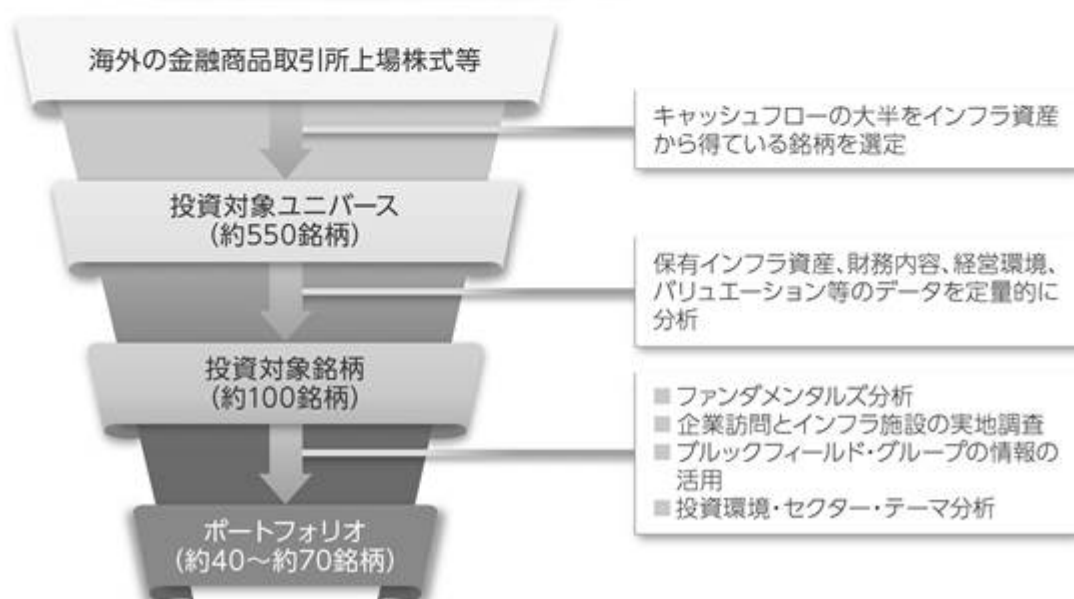 海外の金融商品取引所上場株式等
キャッシュフローの大半をインフラ資産
から得ている銘柄を選定
投資対象ユニバース
(約550銘柄)
保有インフラ資産、財務内容、経営環境、
バリュエーション等のデータを定量的に
分析
投資対象銘柄
(約100銘柄)
■ファンダメンタルズ分析
■企業訪問とインフラ施設の実地調査
■ブルックフィールド・グループの情報の
活用
■投資環境・セクター・テーマ分析
ポートフォリオ
(約40～約70銘柄)